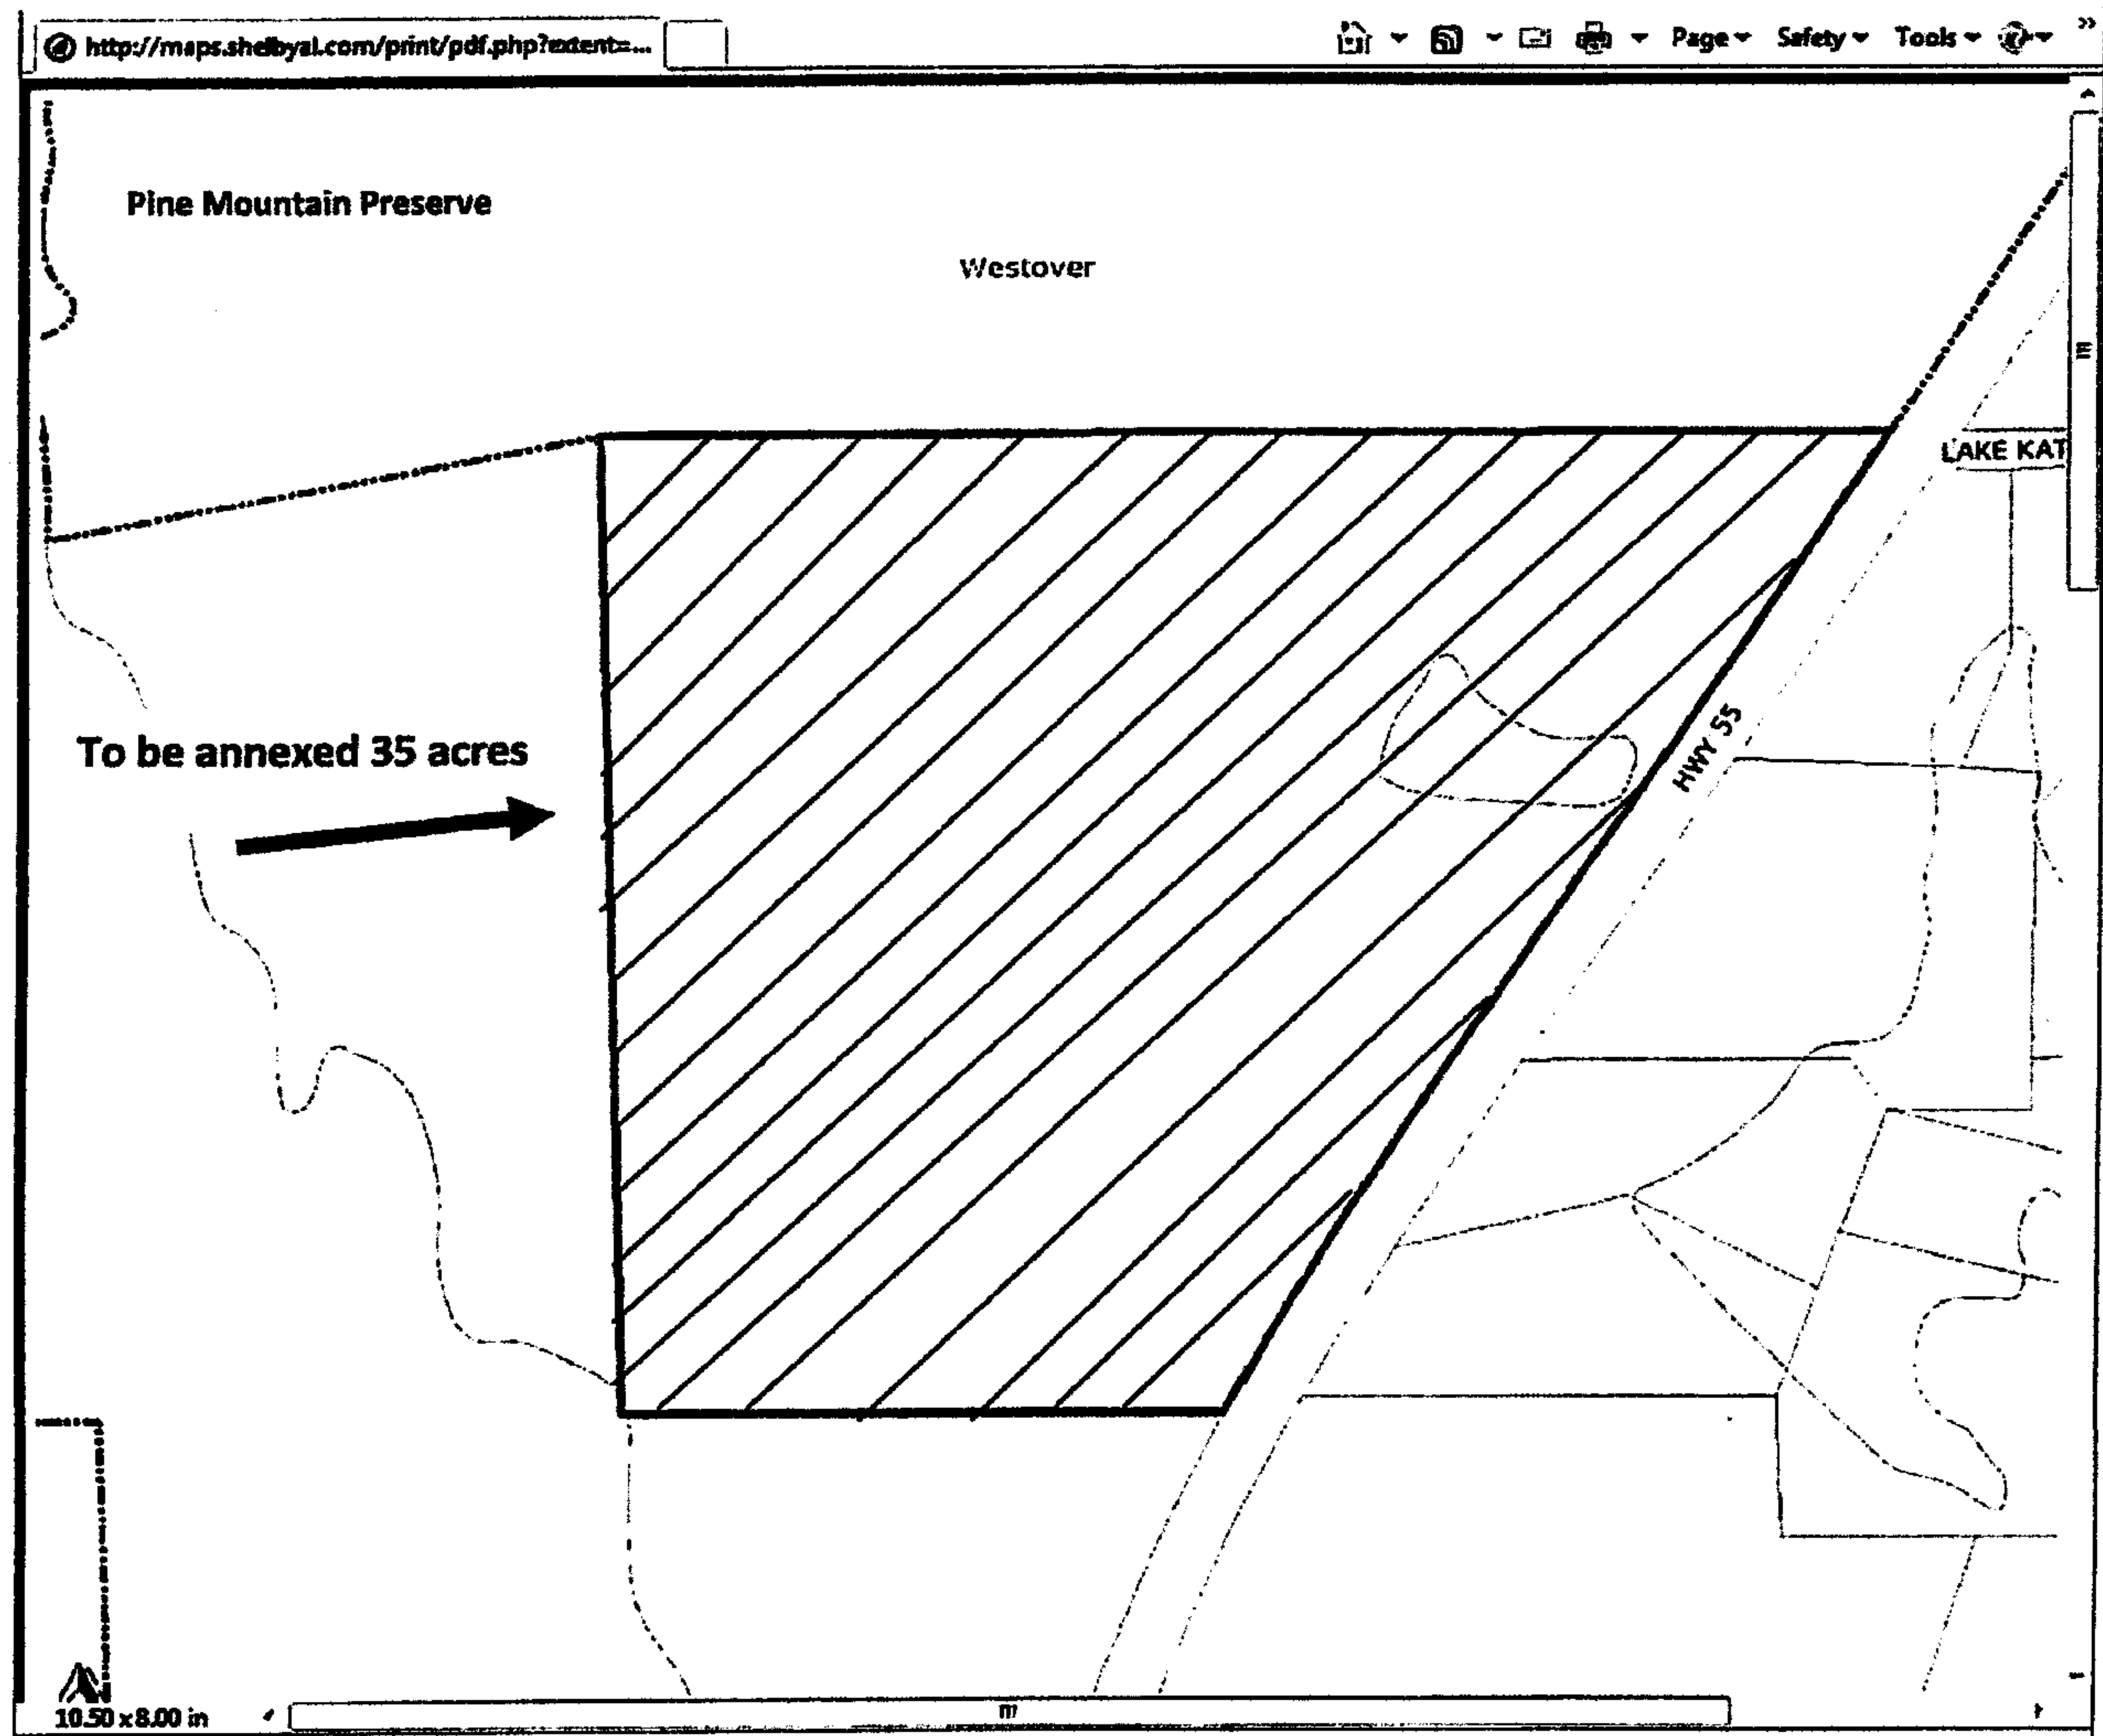 http://maps.shelbyal.com/print/pdf.php?extent=...
Page Safety Tools
Pine Mountain Preserve
Westover
LAKE KAT
To be annexed 35 acres
HWY 55
10.50 x 8.00 in